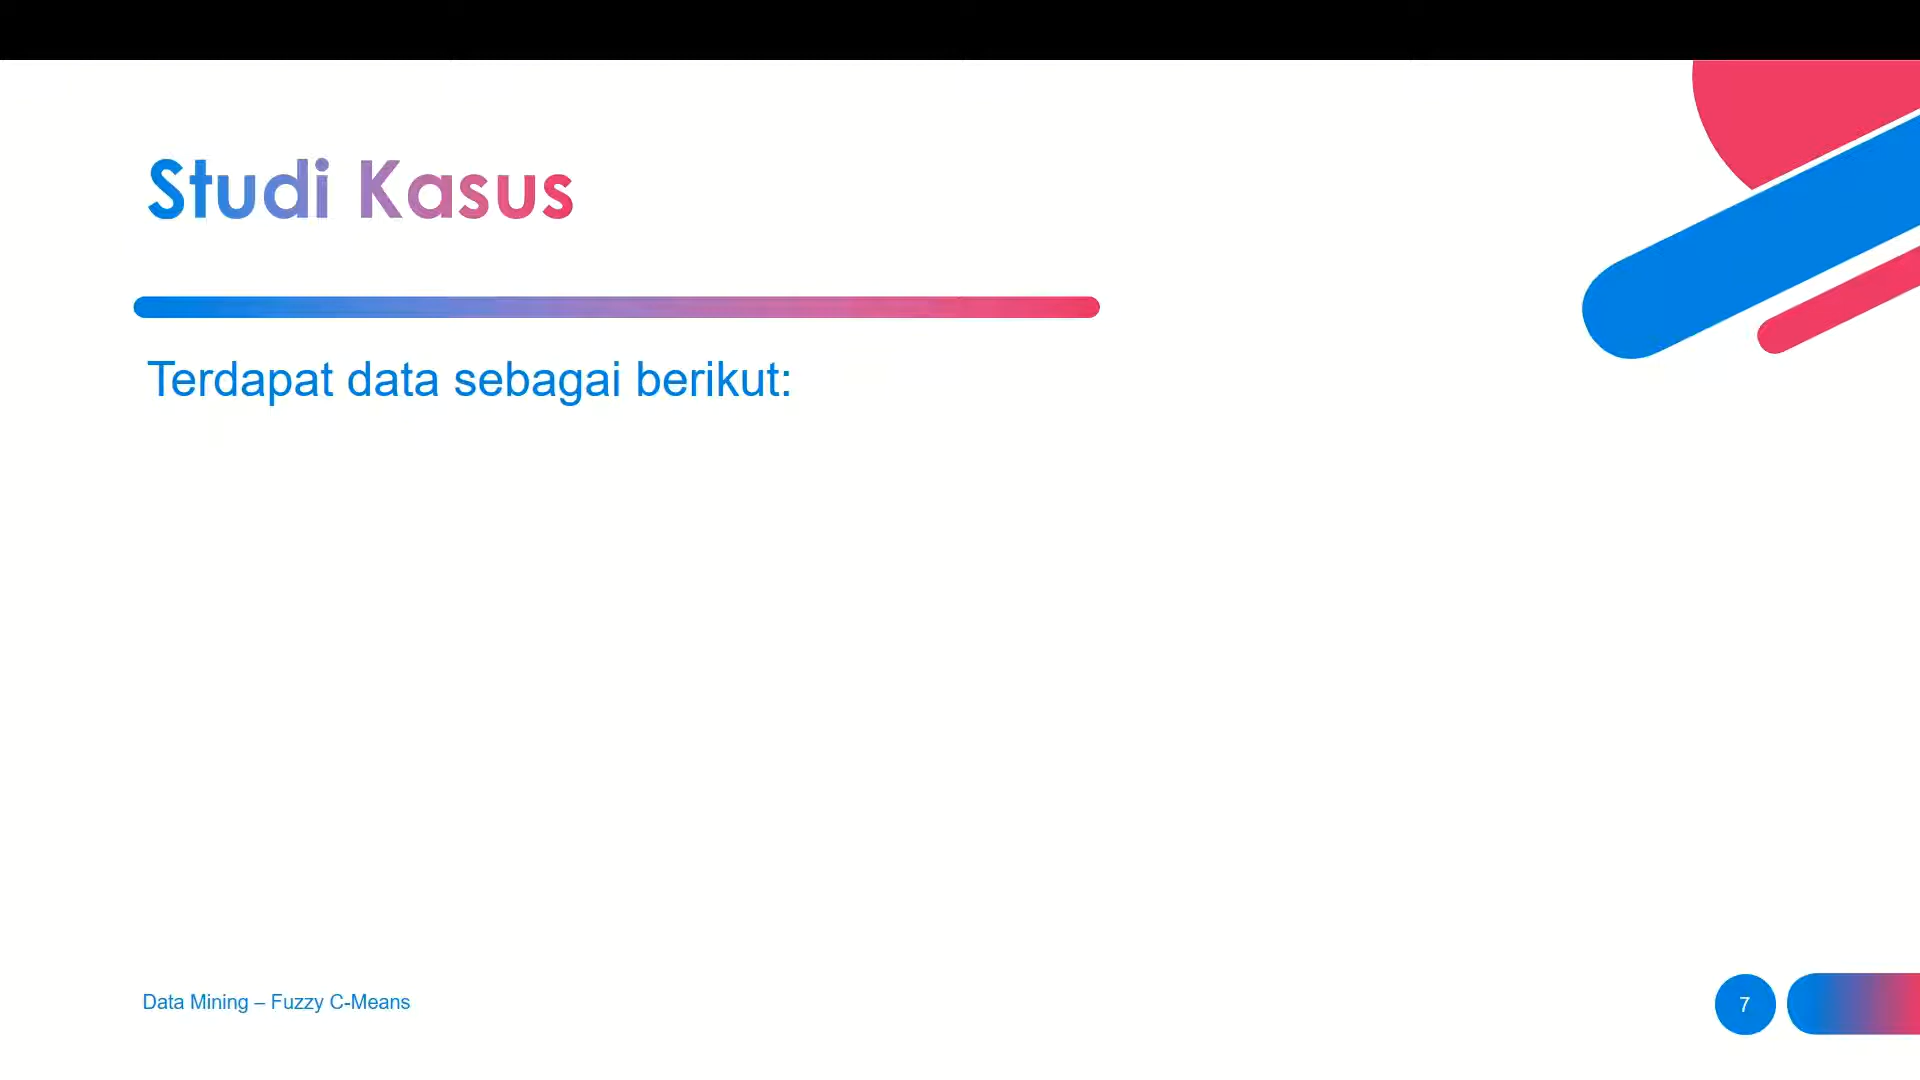 Studi Kasus
Terdapat data sebagai berikut:
Data Mining – Fuzzy C-Means
7